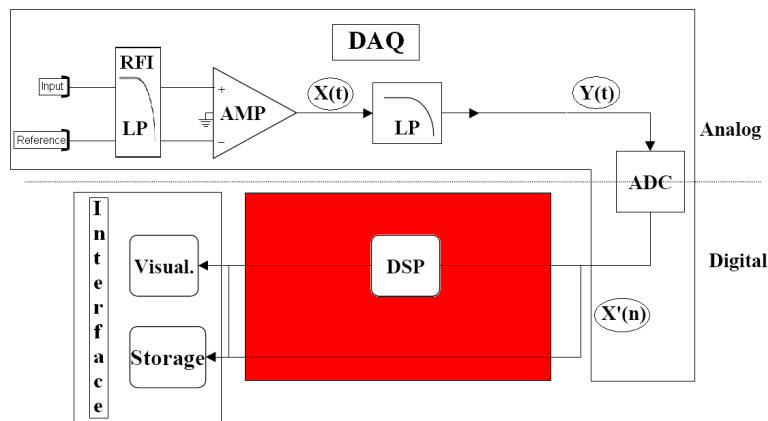 DAQ
RFI
LP
Input
Reference
+
AMP
−
X(t)
LP
Y(t)
Analog
ADC
Digital
Interface
Visual.
DSP
X'(n)
Storage